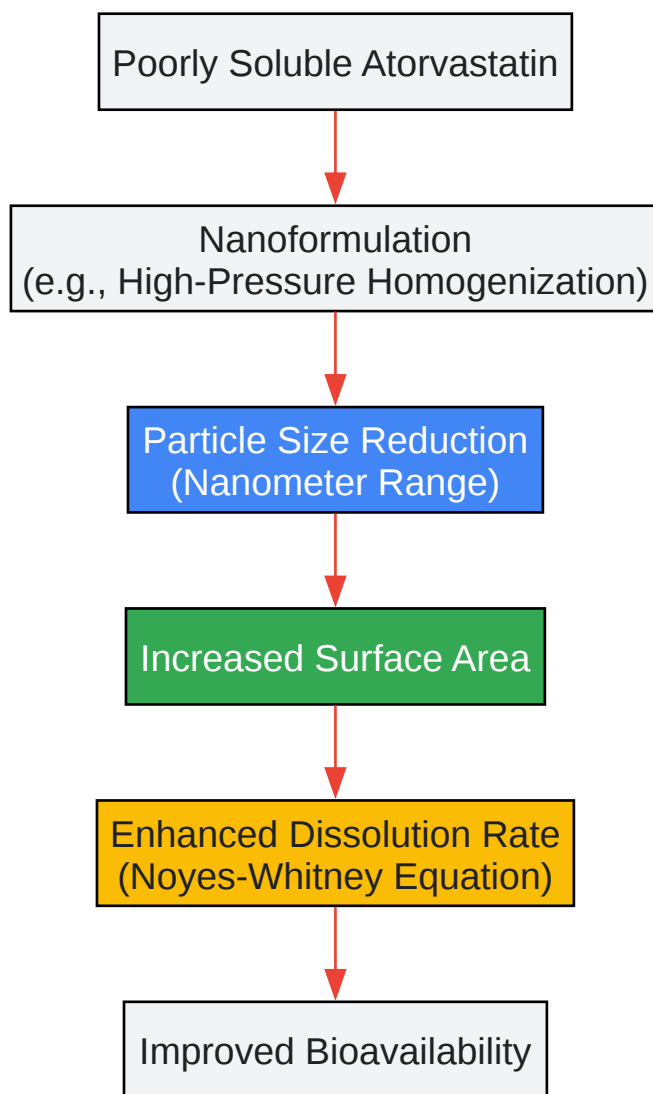 Poorly Soluble Atorvastatin
Nanoformulation
(e.g., High-Pressure Homogenization)
Particle Size Reduction
(Nanometer Range)
Increased Surface Area
Enhanced Dissolution Rate
(Noyes-Whitney Equation)
Improved Bioavailability